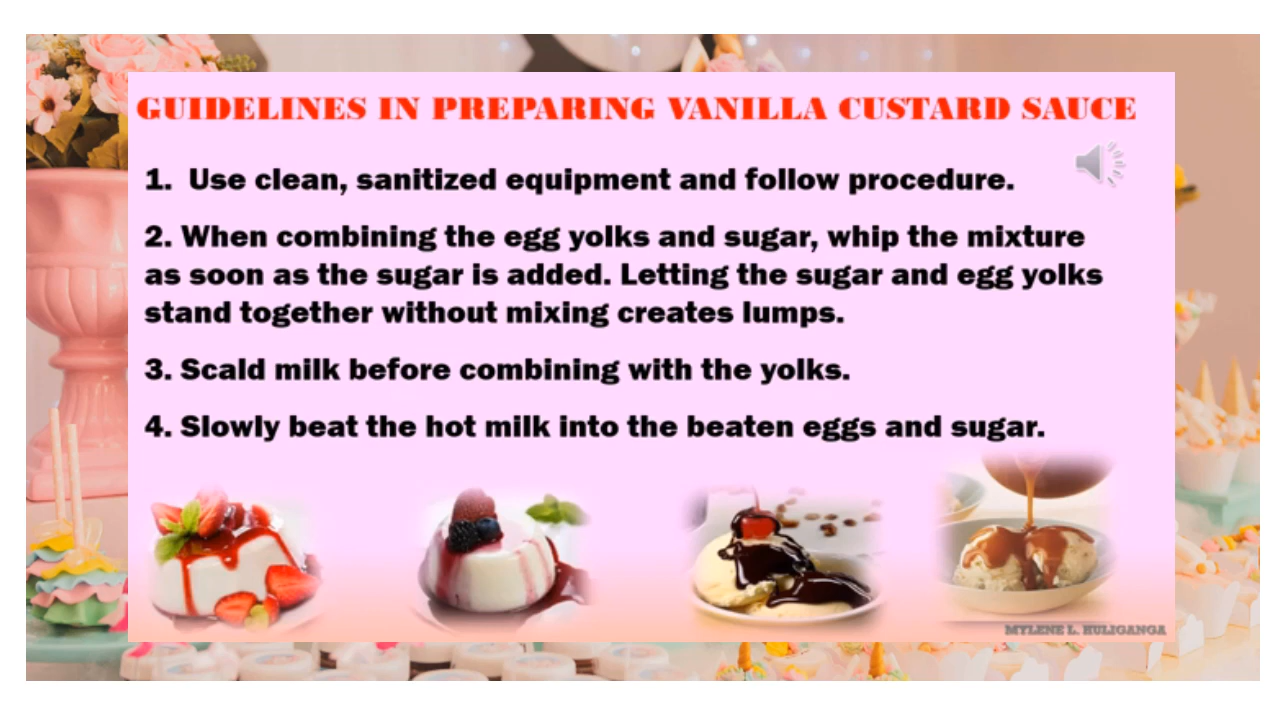 GUIDELINES IN PREPARING VANILLA CUSTARD SAUCE
1. Use clean, sanitized equipment and follow procedure.
2. When combining the egg yolks and sugar, whip the mixture
as soon as the sugar is added. Letting the sugar and egg yolks
stand together without mixing creates lumps.
3. Scald milk before combining with the yolks.
4. Slowly beat the hot milk into the beaten eggs and sugar.
MYLENE L. HULIGANGA